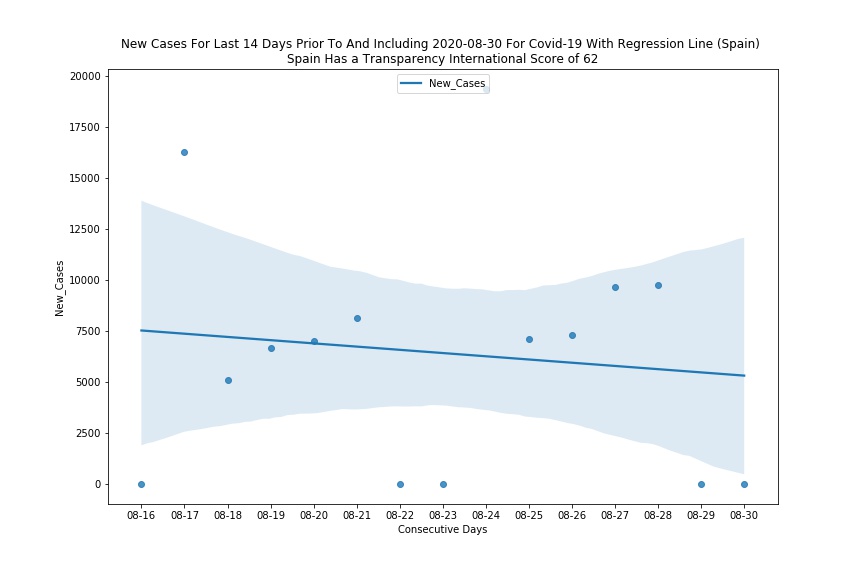 New Cases For Last 14 Days Prior To And Including 2020-08-30 For Covid-19 With Regression Line (Spain)
Spain Has a Transparency International Score of 62
New_Cases
20000
17500
15000
12500
10000
7500
5000
2500
0
New_Cases
08-16 08-17 08-18 08-19 08-20 08-21 08-22 08-23 08-24 08-25 08-26 08-27 08-28 08-29 08-30
Consecutive Days